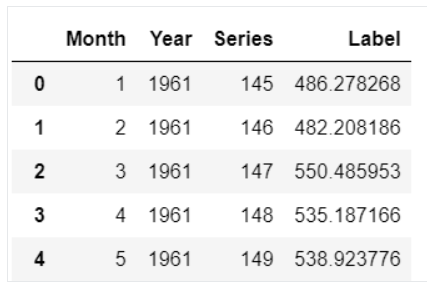 Month Year Series Label
0 1 1961 145 486.278268
1 2 1961 146 482.208186
2 3 1961 147 550.485953
3 4 1961 148 535.187166
4 5 1961 149 538.923776